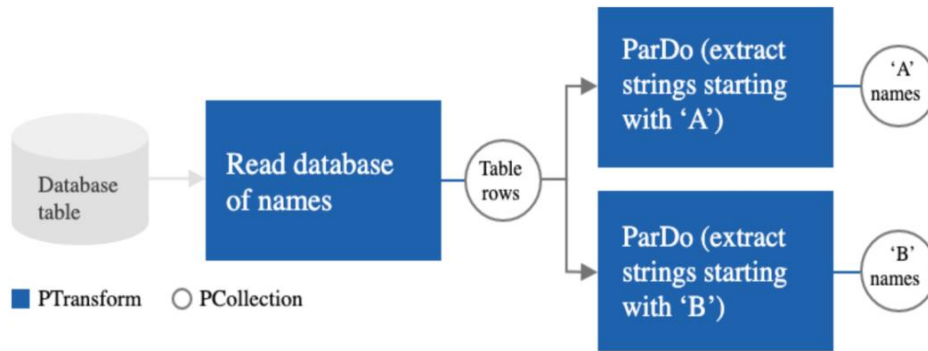 Database
table
Read database
of names
Table
rows
ParDo (extract
strings starting
with ‘A’)
‘A’
names
ParDo (extract
strings starting
with ‘B’)
‘B’
names
PTransform
PCollection